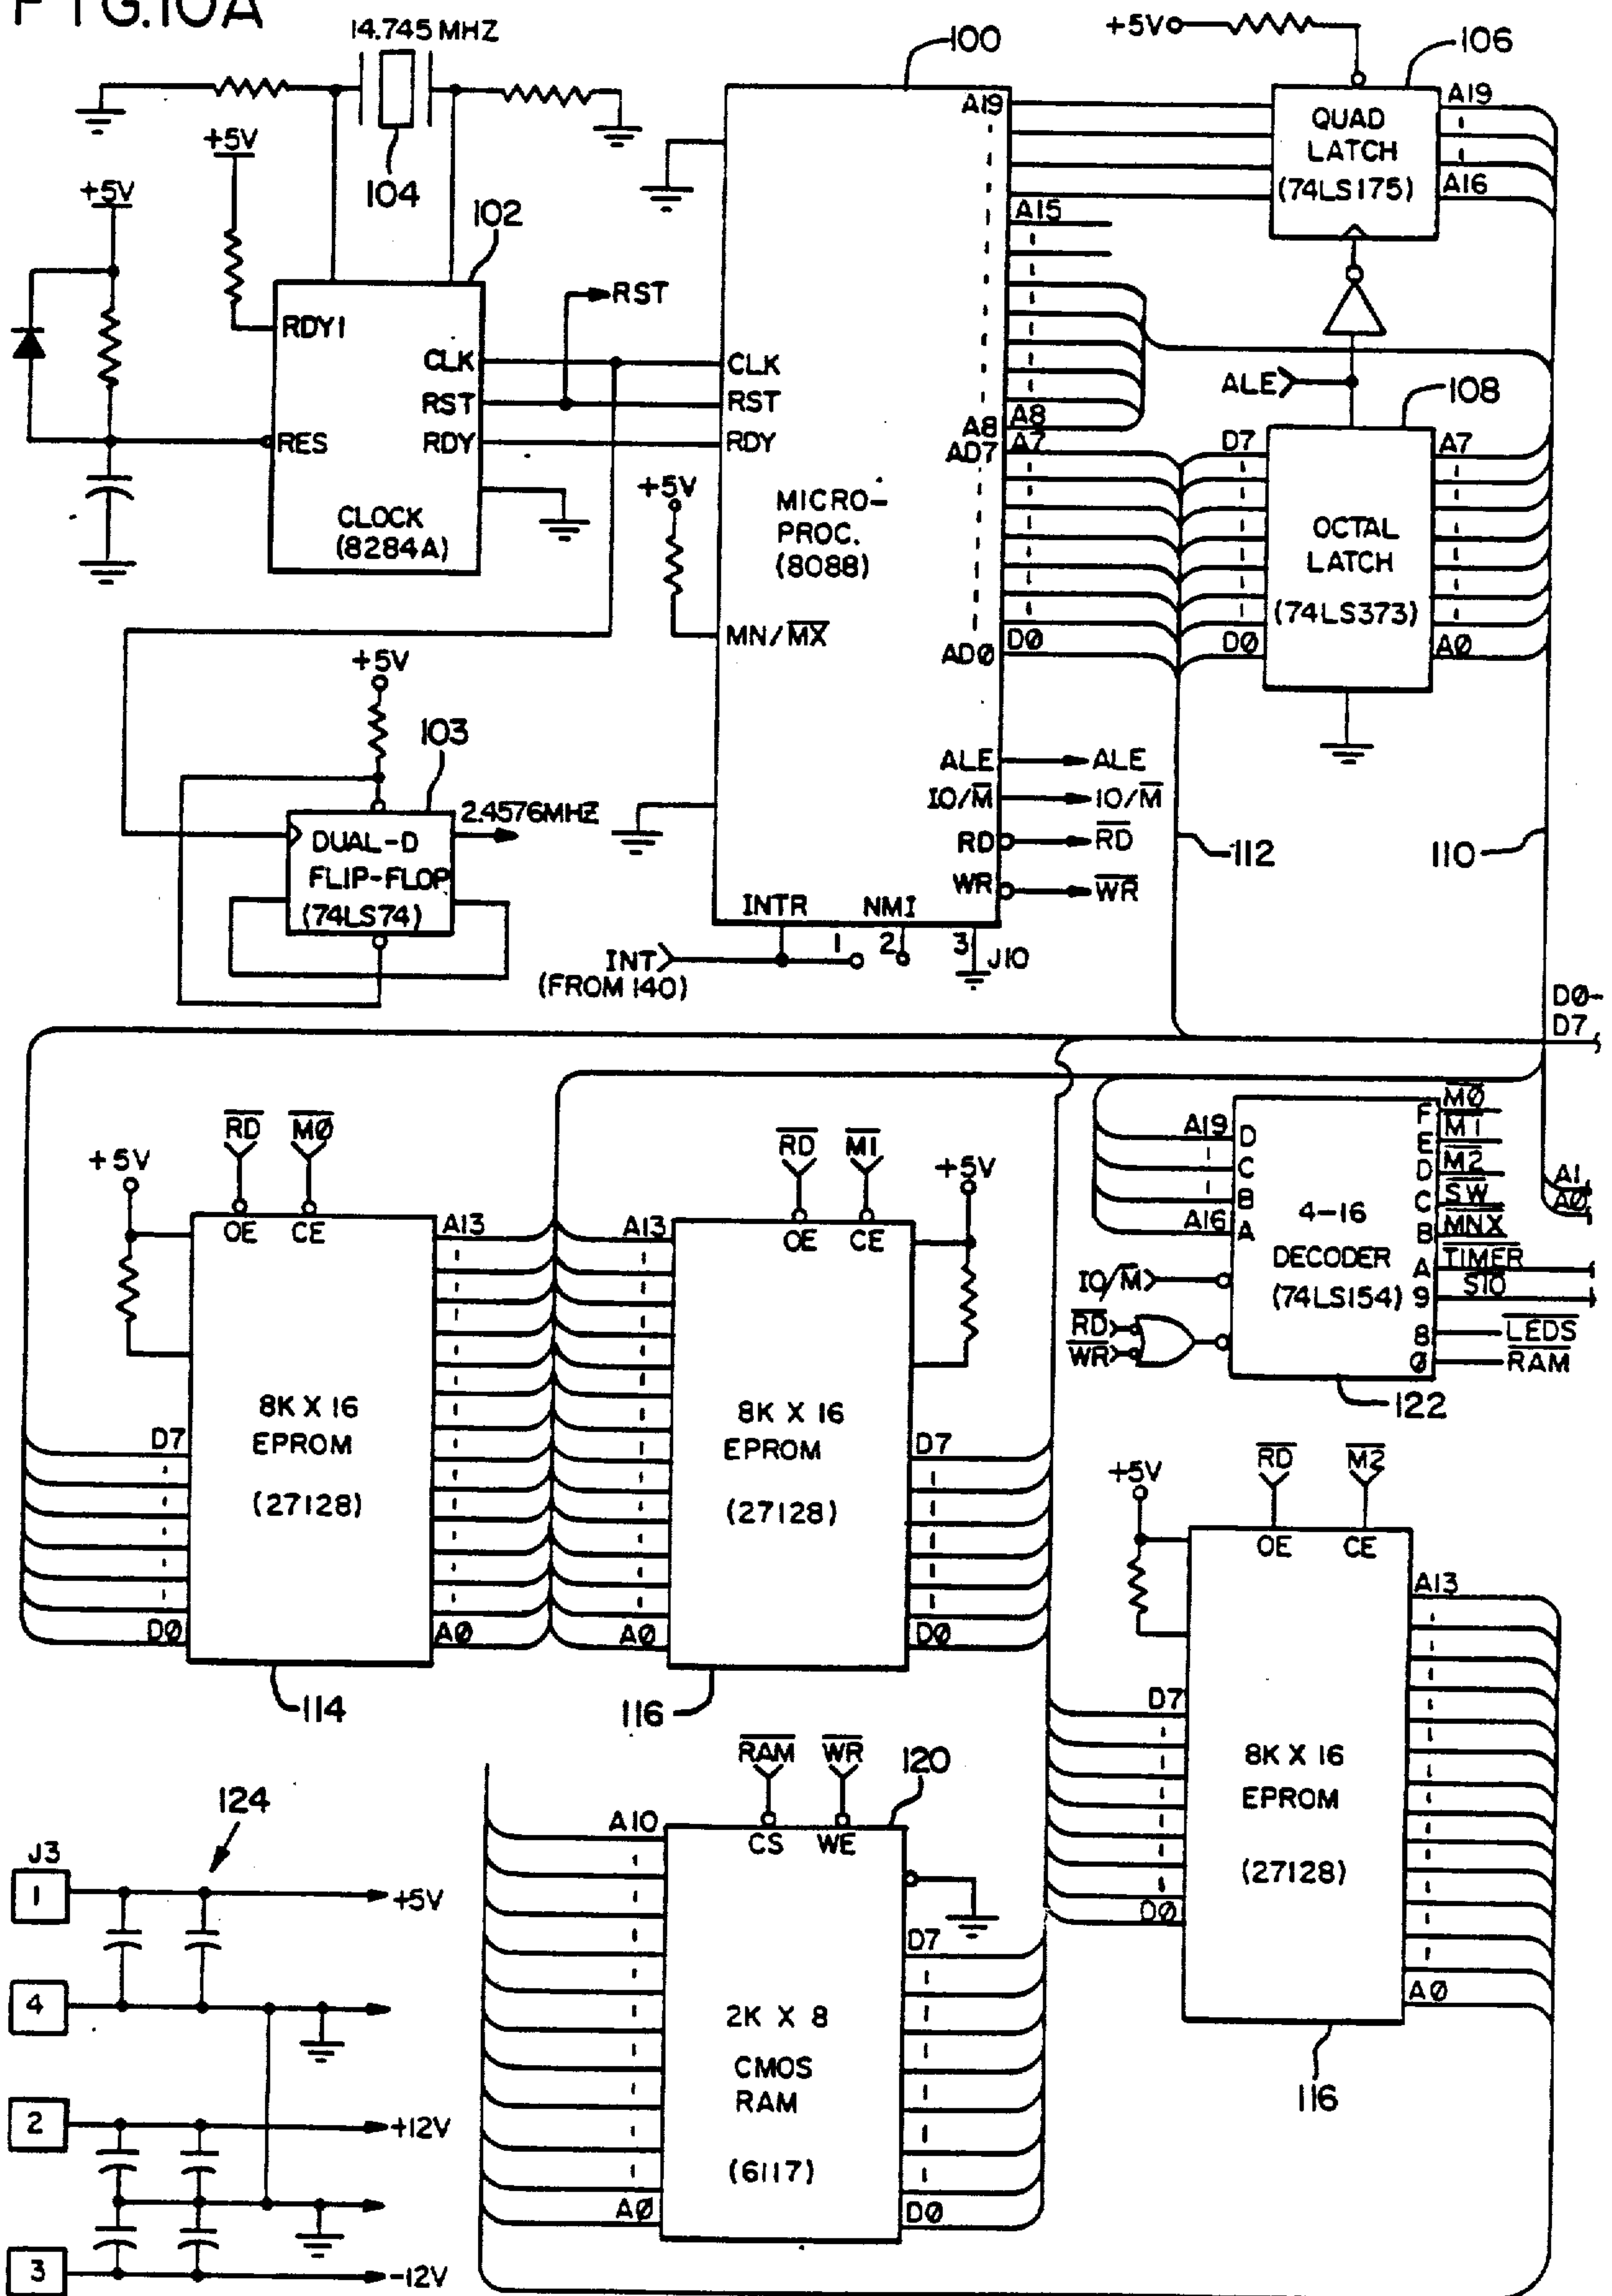 FIG.10A
14.745 MHZ
104
+5V
+5V
102
RDY1
CLK
RST
RDY
RES
CLOCK
(8284A)
RST
100
A19
A15
A8
A8
AD7
A7
CLK
RST
RDY
+5V
MICRO-
PROC.
(8088)
MN/MX
AD0
D0
ALE
ALE
IO/M
IO/M
RD
RD
WR
WR
INTR
NMI
1
2
3
J10
INT
(FROM 140)
+5V
106
QUAD
LATCH
(74LS175)
A19
A16
ALE
108
D7
A7
OCTAL
LATCH
(74LS373)
D0
A0
112
110
+5V
103
2.4576MHZ
DUAL-D
FLIP-FLOP
(74LS74)
D0-
D7
RD
M0
+5V
OE
CE
A13
8K X 16
EPROM
(27128)
D7
D0
A0
114
RD
M1
+5V
A13
OE
CE
8K X 16
EPROM
(27128)
D7
A0
D0
116
A19
A16
D
C
B
A
4-16
DECODER
(74LS154)
IO/M
RD
WR
F
E
D
C
B
A
9
8
0
M0
M1
M2
SW
MNX
TIMER
SIO
LEDS
RAM
A1
A0
122
RD
M2
+5V
OE
CE
A13
D7
8K X 16
EPROM
(27128)
D0
A0
116
RAM
WR
120
A10
CS
WE
D7
2K X 8
CMOS
RAM
(6117)
A0
D0
124
J3
1
+5V
4
2
+12V
3
-12V